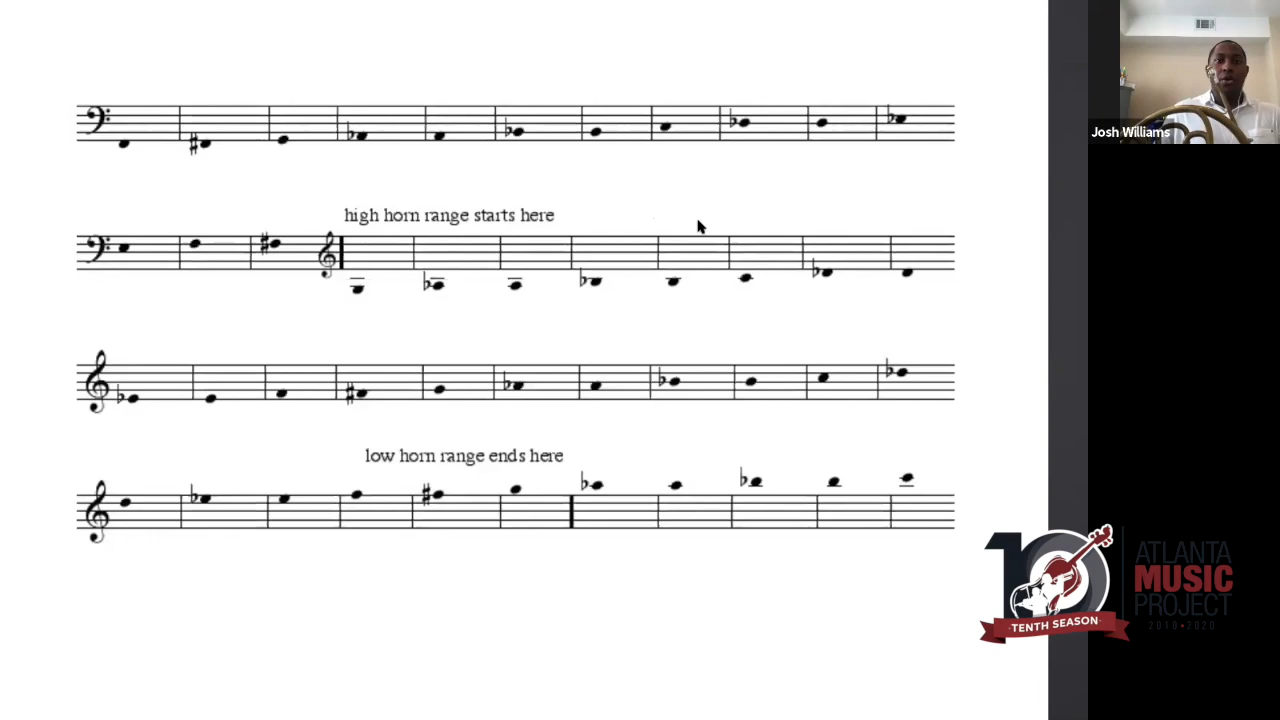 Josh Williams
high horn range starts here
low horn range ends here
10
TENTH SEASON
ATLANTA
MUSIC
PROJECT
2010•2020